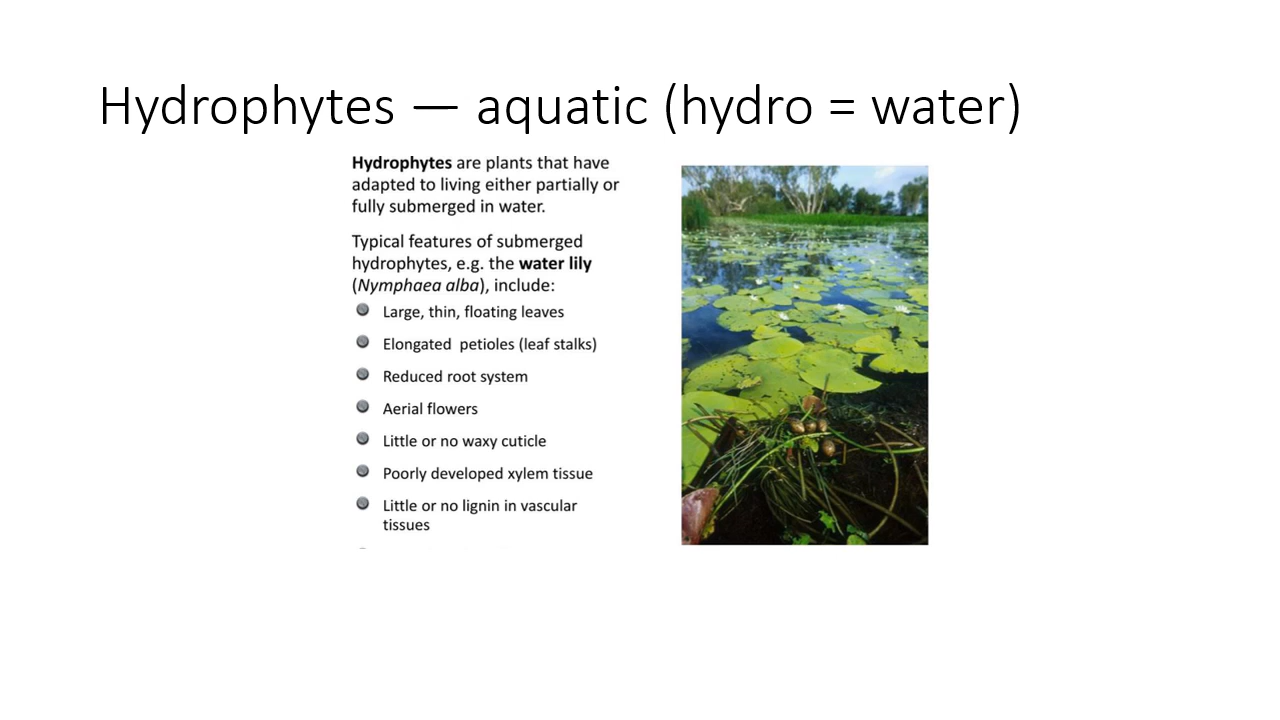 Hydrophytes — aquatic (hydro = water)
Hydrophytes are plants that have
adapted to living either partially or
fully submerged in water.
Typical features of submerged
hydrophytes, e.g. the water lily
(Nymphaea alba), include:
Large, thin, floating leaves
Elongated petioles (leaf stalks)
Reduced root system
Aerial flowers
Little or no waxy cuticle
Poorly developed xylem tissue
Little or no lignin in vascular
tissues